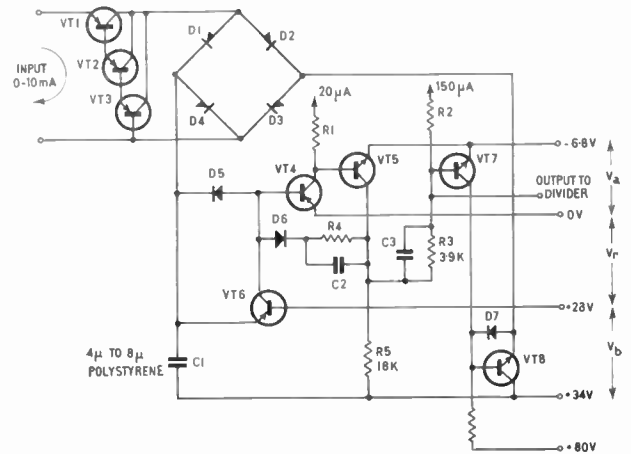 VT1
VT2
VT3
INPUT
0-10mA
D1
D2
D4
D3
20μA
150μA
R1
R2
-6·8V
VT4
VT5
VT7
D5
OUTPUT TO
DIVIDER
Va
0V
D6
R4
C3
R3
3·9K
C2
Vr
VT6
+28V
D7
4μ TO 8μ
POLYSTYRENE
C1
R5
18K
VT8
Vb
+34V
+80V